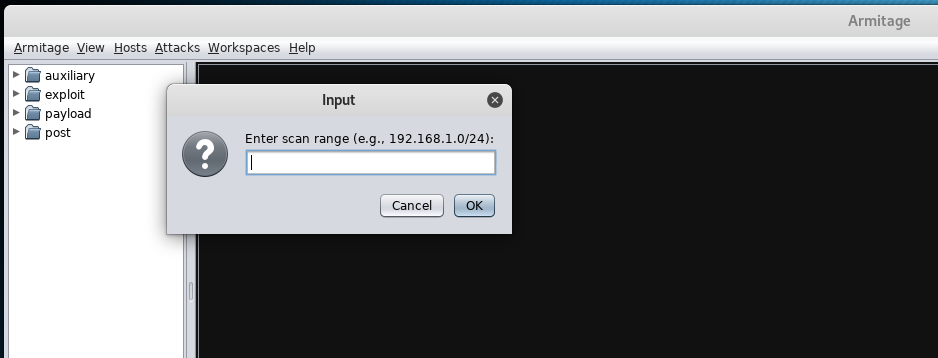 Armitage
Armitage View Hosts Attacks Workspaces Help
auxiliary
exploit
payload
post
Input
Enter scan range (e.g., 192.168.1.0/24):
Cancel OK